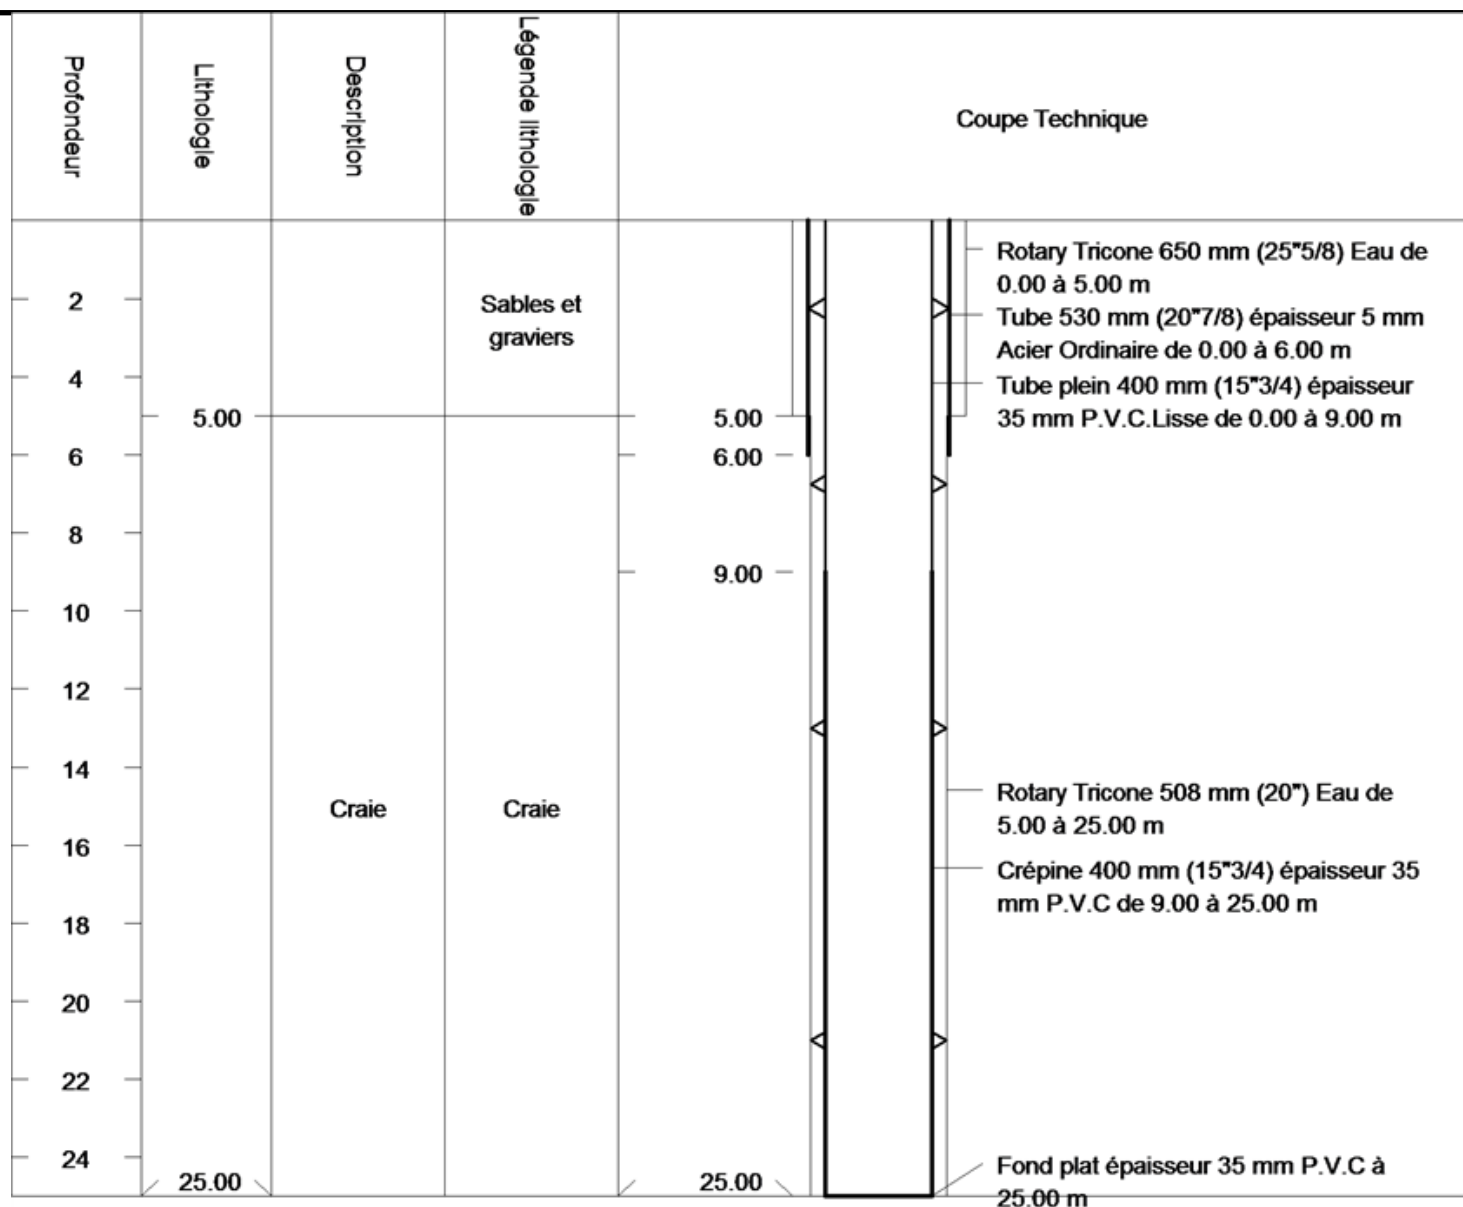 Profondeur
Lithologie
Description
Légende lithologie
Coupe Technique
2
4
6
8
10
12
14
16
18
20
22
24
5.00
25.00
Craie
Sables et
graviers
Craie
5.00
6.00
9.00
25.00
Rotary Tricone 650 mm (25"5/8) Eau de
0.00 à 5.00 m
Tube 530 mm (20"7/8) épaisseur 5 mm
Acier Ordinaire de 0.00 à 6.00 m
Tube plein 400 mm (15"3/4) épaisseur
35 mm P.V.C.Lisse de 0.00 à 9.00 m
Rotary Tricone 508 mm (20") Eau de
5.00 à 25.00 m
Crépine 400 mm (15"3/4) épaisseur 35
mm P.V.C de 9.00 à 25.00 m
Fond plat épaisseur 35 mm P.V.C à
25.00 m